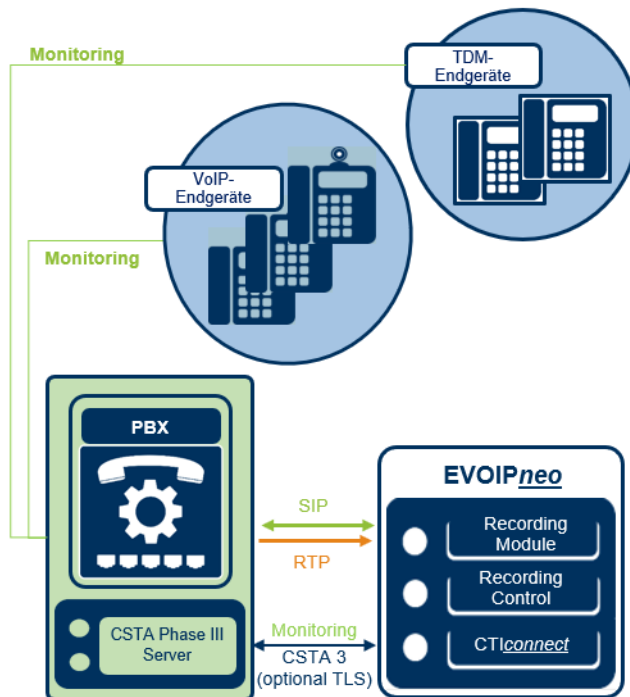 Monitoring
TDM-
Endgeräte
VoIP-
Endgeräte
Monitoring
PBX
EVOIPneo
SIP
RTP
Recording
Module
Recording
Control
CTIconnect
CSTA Phase III
Server
Monitoring
CSTA 3
(optional TLS)